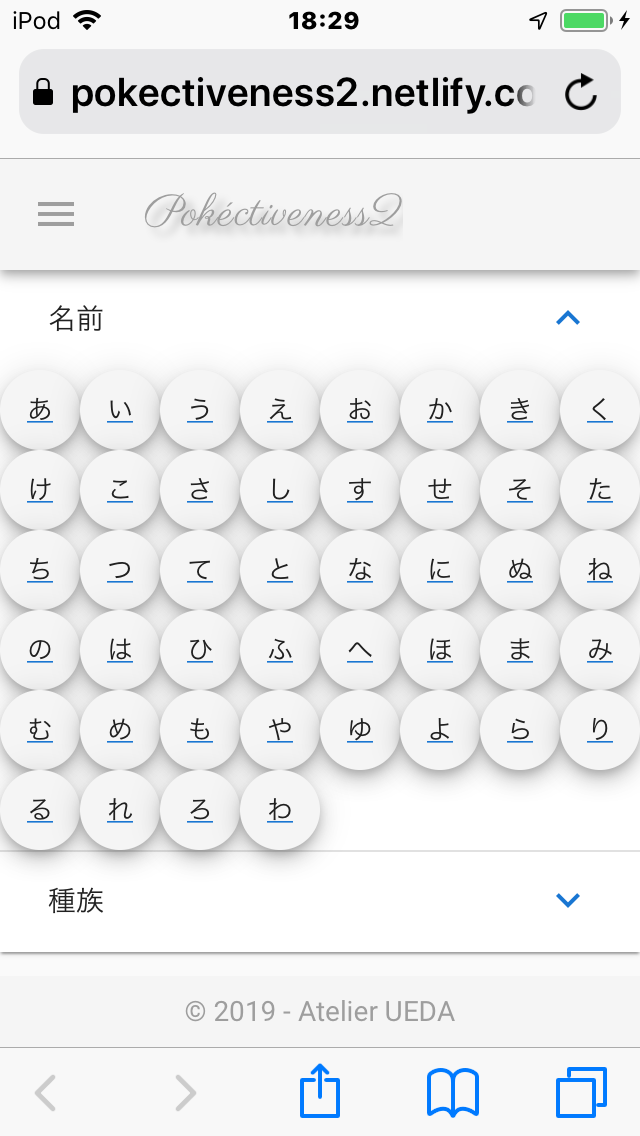 iPod 18:29
pokectiveness2.netlify.co
Pokéctiveness2
名前
あ い う え お か き く
け こ さ し す せ そ た
ち つ て と な に ぬ ね
の は ひ ふ へ ほ ま み
む め も や ゆ よ ら り
る れ ろ わ
種族
© 2019 - Atelier UEDA